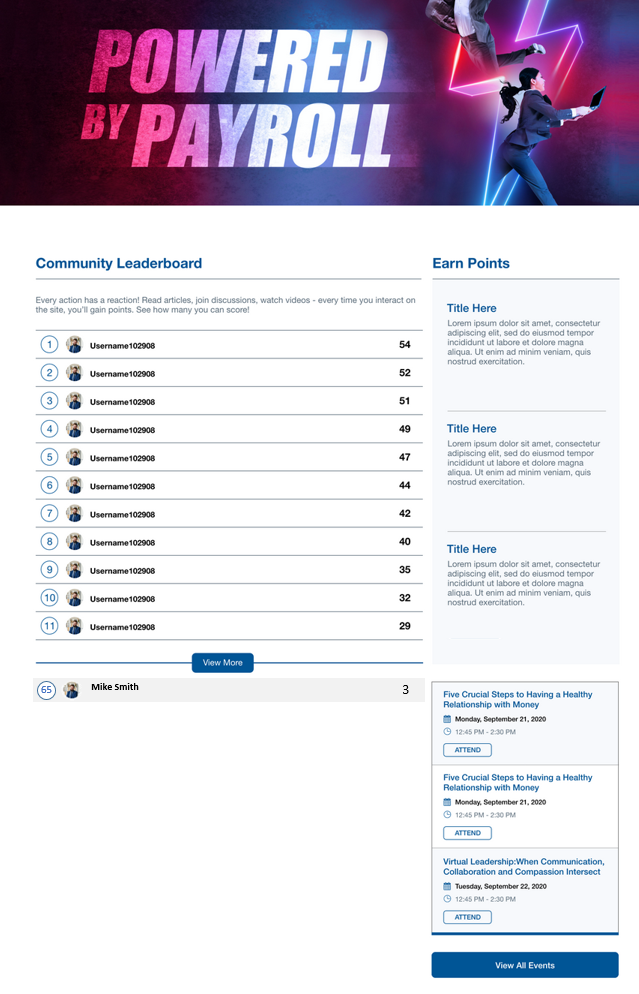 POWERED
BY PAYROLL
Community Leaderboard
Every action has a reaction! Read articles, join discussions, watch videos - every time you interact on
the site, you'll gain points. See how many you can score!
1 Username102908 54
2 Username102908 52
3 Username102908 51
4 Username102908 49
5 Username102908 47
6 Username102908 44
7 Username102908 42
8 Username102908 40
9 Username102908 35
10 Username102908 32
11 Username102908 29
View More
65 Mike Smith 3
Earn Points
Title Here
Lorem ipsum dolor sit amet, consectetur
adipiscing elit, sed do eiusmod tempor
incididunt ut labore et dolore magna
aliqua. Ut enim ad minim veniam, quis
nostrud exercitation.
Title Here
Lorem ipsum dolor sit amet, consectetur
adipiscing elit, sed do eiusmod tempor
incididunt ut labore et dolore magna
aliqua. Ut enim ad minim veniam, quis
nostrud exercitation.
Title Here
Lorem ipsum dolor sit amet, consectetur
adipiscing elit, sed do eiusmod tempor
incididunt ut labore et dolore magna
aliqua. Ut enim ad minim veniam, quis
nostrud exercitation.
Five Crucial Steps to Having a Healthy
Relationship with Money
Monday, September 21, 2020
12:45 PM - 2:30 PM
ATTEND
Five Crucial Steps to Having a Healthy
Relationship with Money
Monday, September 21, 2020
12:45 PM - 2:30 PM
ATTEND
Virtual Leadership:When Communication,
Collaboration and Compassion Intersect
Tuesday, September 22, 2020
12:45 PM - 2:30 PM
ATTEND
View All Events